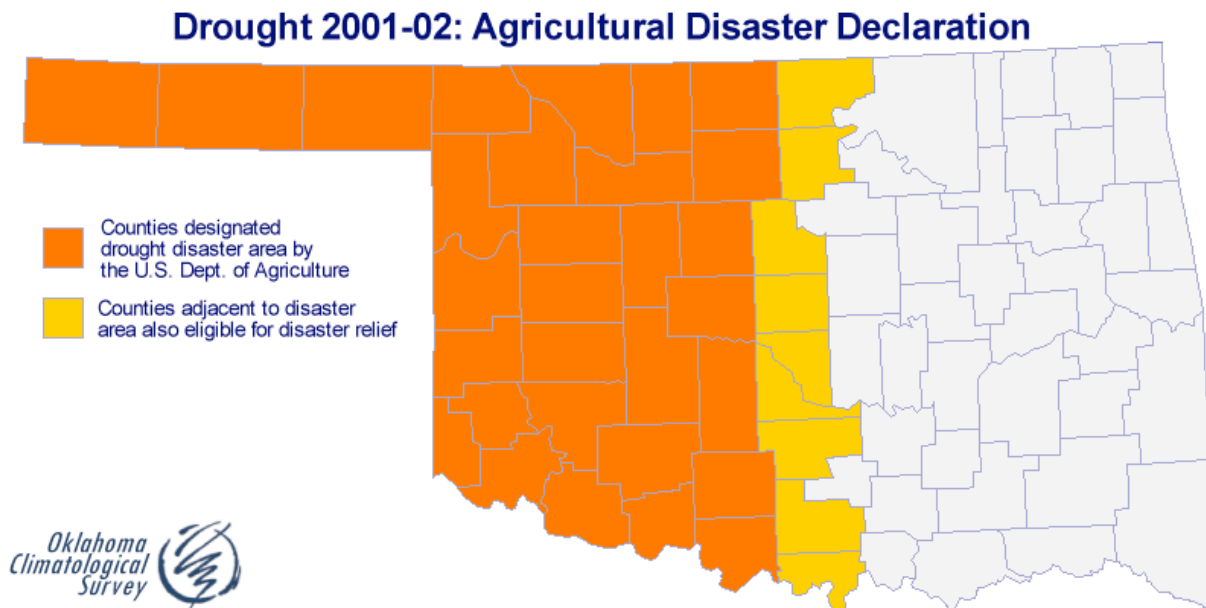 Drought 2001-02: Agricultural Disaster Declaration
Counties designated
drought disaster area by
the U.S. Dept. of Agriculture
Counties adjacent to disaster
area also eligible for disaster relief
Oklahoma
Climatological
Survey